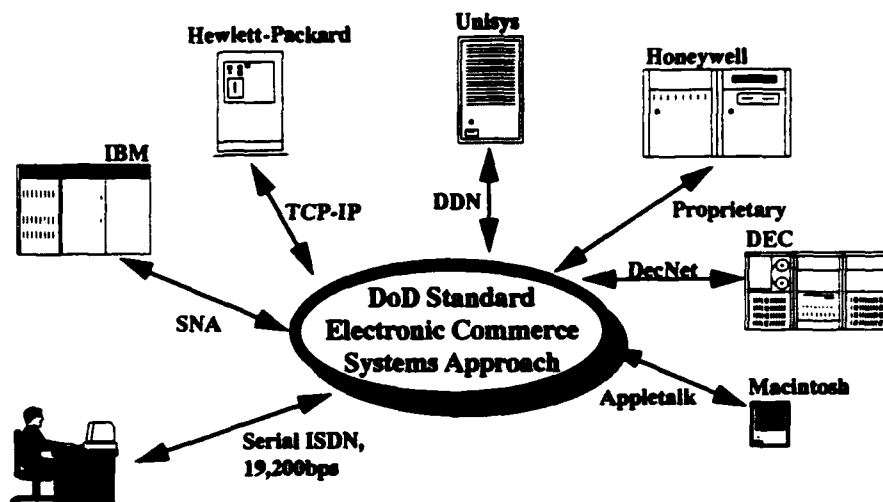 Unisys
Hewlett-Packard
Honeywell
IBM
TCP-IP
DDN
Proprietary
DEC
DecNet
SNA
DoD Standard
Electronic Commerce
Systems Approach
Appletalk
Macintosh
Serial ISDN,
19,200bps